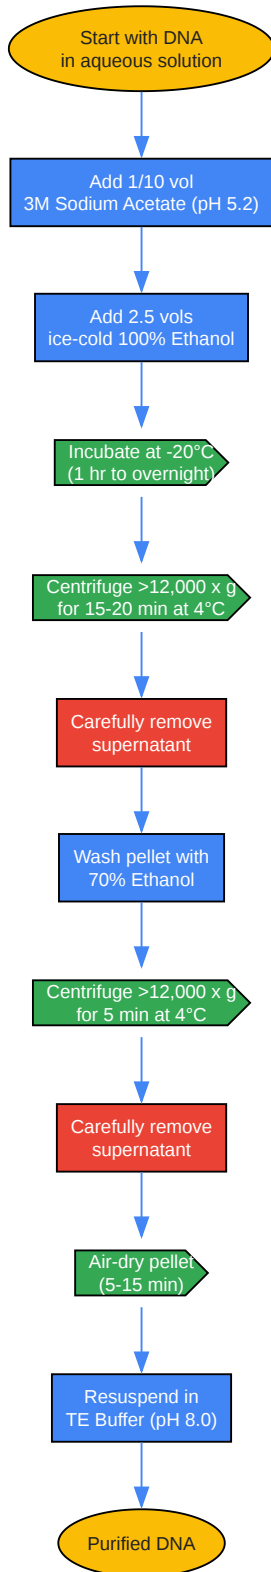 Start with DNA
in aqueous solution
Add 1/10 vol
3M Sodium Acetate (pH 5.2)
Add 2.5 vols
ice-cold 100% Ethanol
Incubate at -20°C
(1 hr to overnight)
Centrifuge >12,000 x g
for 15-20 min at 4°C
Carefully remove
supernatant
Wash pellet with
70% Ethanol
Centrifuge >12,000 x g
for 5 min at 4°C
Carefully remove
supernatant
Air-dry pellet
(5-15 min)
Resuspend in
TE Buffer (pH 8.0)
Purified DNA